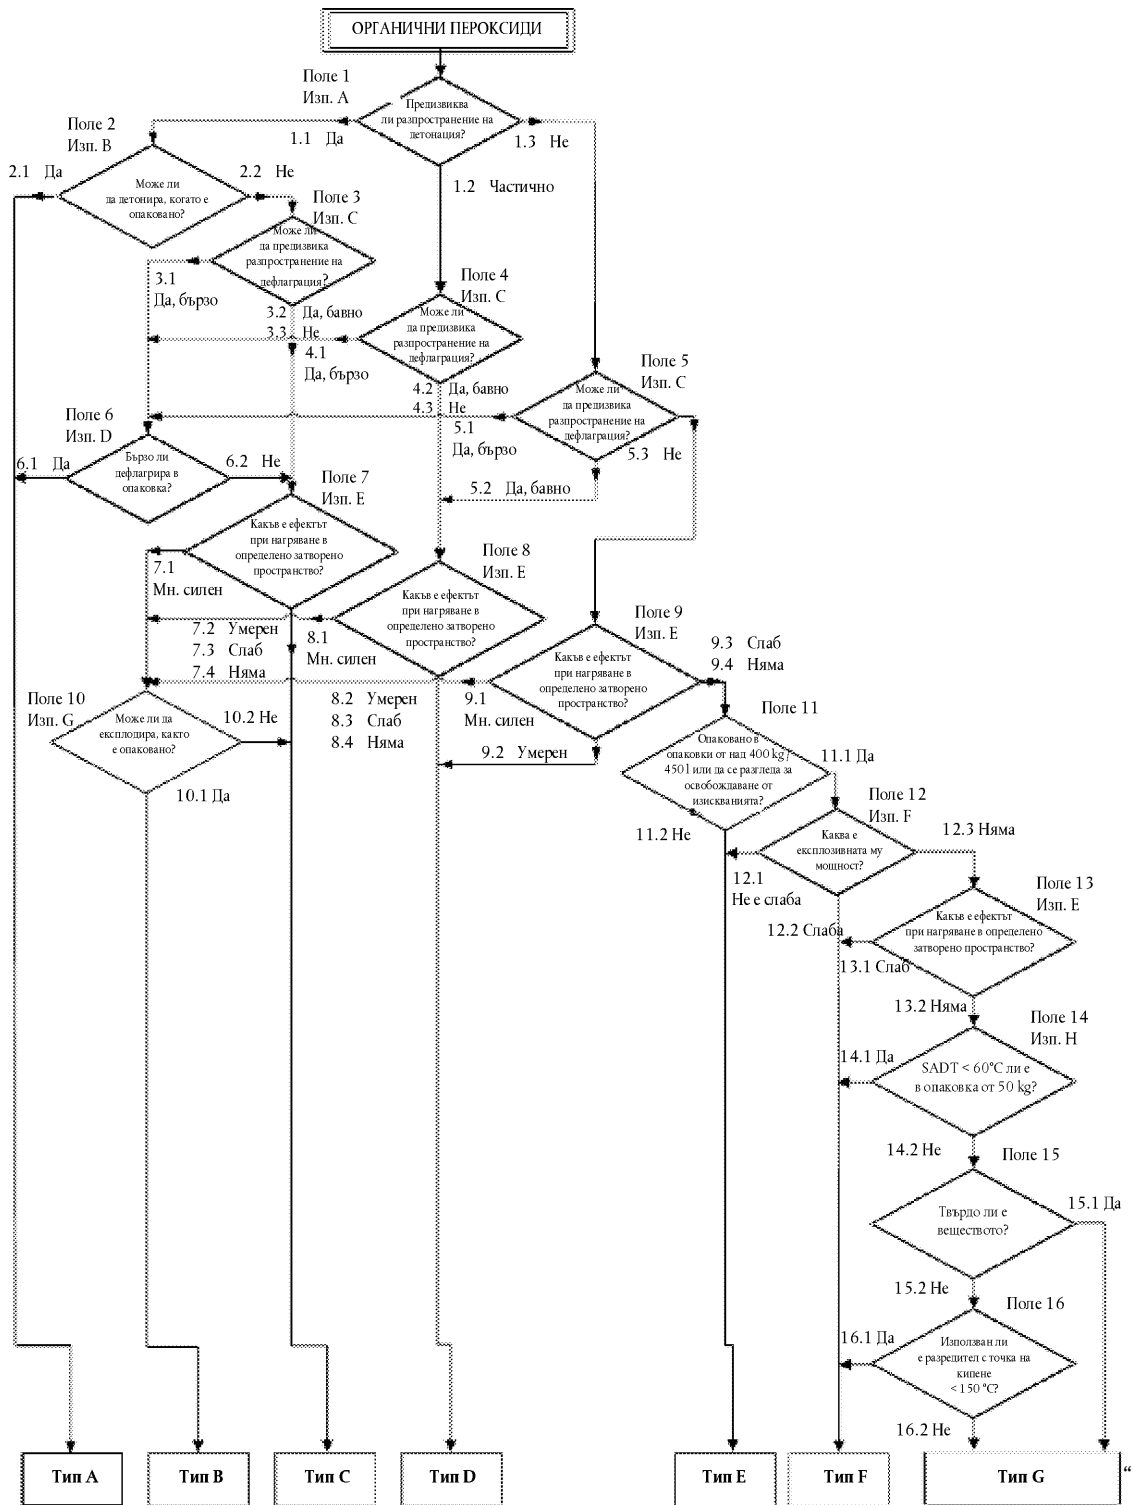 ОРГАНИЧНИ ПЕРОКСИДИ
Поле 1
Изп. A
Предизвиква
ли разпространение на
детонация?
1.1 Да
1.3 Не
1.2 Частично
Поле 2
Изп. B
2.1 Да
2.2 Не
Може ли
да детонира, когато е
опаковано?
Поле 3
Изп. C
Може ли
да предизвика
разпространение на
дефлаграция?
3.1
Да, бързо
3.2 Да, бавно
3.3 Не
Поле 4
Изп. C
Може ли
да предизвика
разпространение на
дефлаграция?
4.1
Да, бързо
4.2 Да, бавно
4.3 Не
Поле 5
Изп. C
Може ли
да предизвика
разпространение на
дефлаграция?
5.1
Да, бързо
5.3 Не
5.2 Да, бавно
Поле 6
Изп. D
6.1 Да
6.2 Не
Бързо ли
дефлагрира в
опаковка?
Поле 7
Изп. E
Какъв е ефектът
при нагряване в
определено затворено
пространство?
7.1
Мн. силен
7.2 Умерен
7.3 Слаб
7.4 Няма
Поле 8
Изп. E
Какъв е ефектът
при нагряване в
определено затворено
пространство?
8.1
Мн. силен
8.2 Умерен
8.3 Слаб
8.4 Няма
Поле 9
Изп. E
Какъв е ефектът
при нагряване в
определено затворено
пространство?
9.1
Мн. силен
9.2 Умерен
9.3 Слаб
9.4 Няма
Поле 10
Изп. G
Може ли да
експлодира, както
е опаковано?
10.2 Не
10.1 Да
Поле 11
Опаковано в
опаковки от над 400 kg /
450 l или да се разгледа за
освобождаване от
изискванията?
11.1 Да
11.2 Не
Поле 12
Изп. F
Каква е
експлозивната му
мощност?
12.1
Не е слаба
12.2 Слаба
12.3 Няма
Поле 13
Изп. E
Какъв е ефектът
при нагряване в определено
затворено пространство?
13.1 Слаб
13.2 Няма
Поле 14
Изп. H
SADT < 60°C ли е
в опаковка от 50 kg?
14.1 Да
14.2 Не
Поле 15
Твърдо ли е
веществото?
15.1 Да
15.2 Не
Поле 16
Използван ли
е разредител с точка на
кипене
< 150 °C?
16.1 Да
16.2 Не
Тип A
Тип B
Тип C
Тип D
Тип E
Тип F
Тип G
“